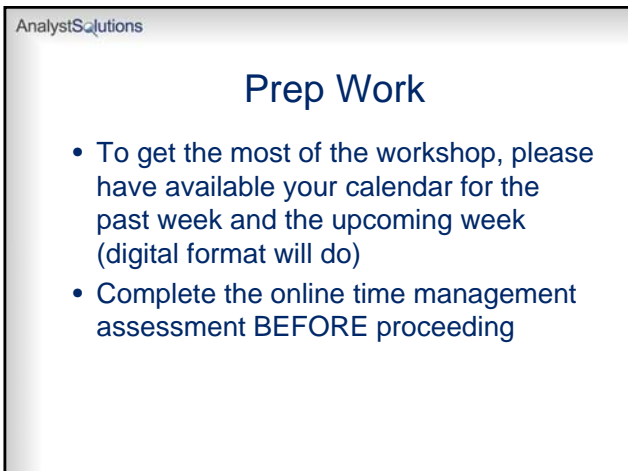 AnalystSolutions
Prep Work
• To get the most of the workshop, please
have available your calendar for the
past week and the upcoming week
(digital format will do)
• Complete the online time management
assessment BEFORE proceeding